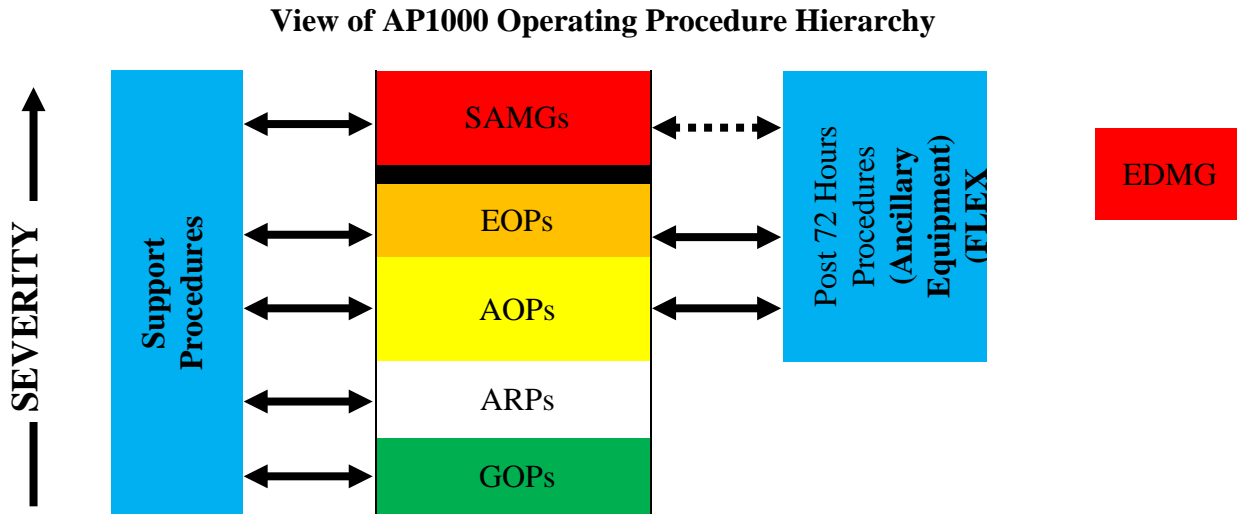 View of AP1000 Operating Procedure Hierarchy
SEVERITY
Support
Procedures
SAMGs
EOPs
AOPs
ARPs
GOPs
Post 72 Hours
Procedures
(Ancillary
Equipment)
(FLEX
EDMG